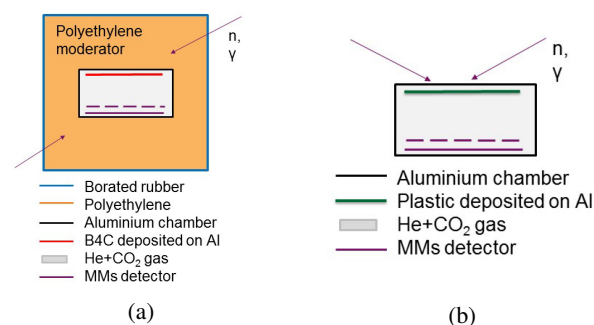 Polyethylene
moderator
n,
γ
Borated rubber
Polyethylene
Aluminium chamber
B4C deposited on Al
He+CO₂ gas
MMs detector
(a)
n,
γ
Aluminium chamber
Plastic deposited on Al
He+CO₂ gas
MMs detector
(b)